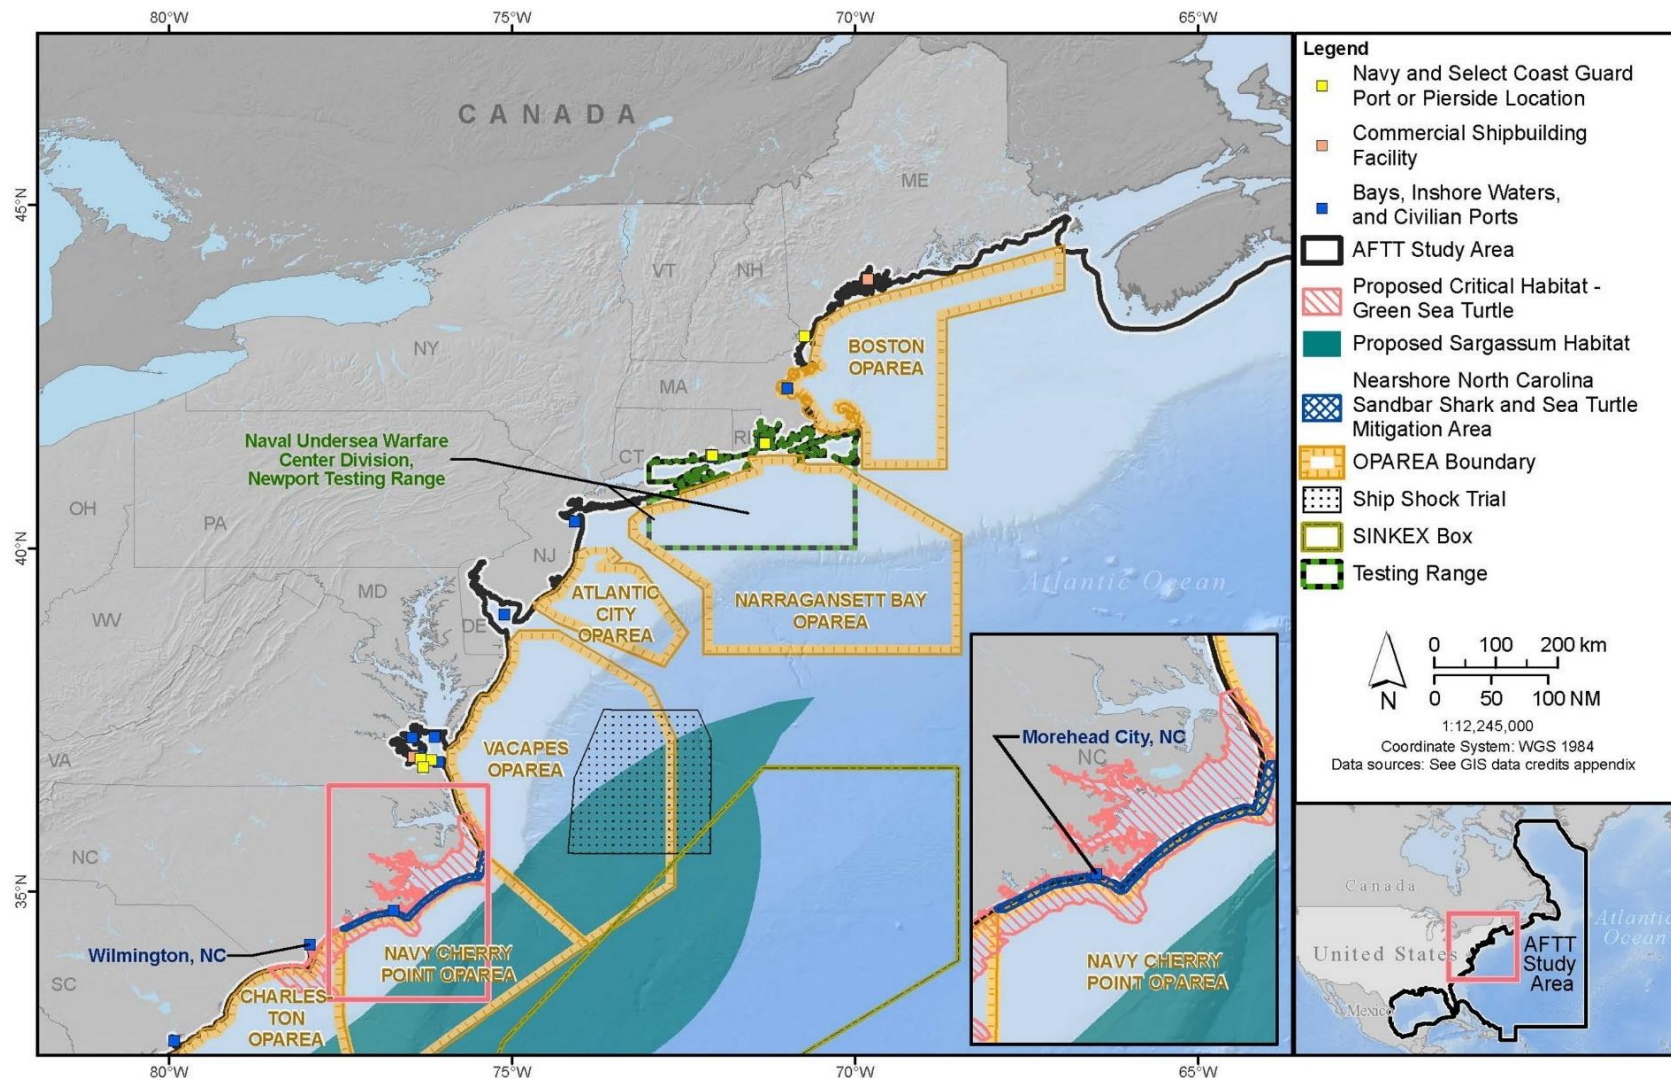 80°W
75°W
70°W
65°W
45°N
40°N
35°N
80°W
75°W
70°W
65°W
CANADA
ME
VT
NH
NY
MA
CT
RI
PA
OH
NJ
MD
DE
WV
VA
NC
SC
BOSTON
OPAREA
Naval Undersea Warfare
Center Division,
Newport Testing Range
ATLANTIC
CITY
OPAREA
NARRAGANSETT BAY
OPAREA
Atlantic Ocean
VACAPES
OPAREA
Wilmington, NC
NAVY CHERRY
POINT OPAREA
CHARLES
TON
OPAREA
Morehead City, NC
NC
NAVY CHERRY
POINT OPAREA
Legend
Navy and Select Coast Guard
Port or Pierside Location
Commercial Shipbuilding
Facility
Bays, Inshore Waters,
and Civilian Ports
AFTT Study Area
Proposed Critical Habitat -
Green Sea Turtle
Proposed Sargassum Habitat
Nearshore North Carolina
Sandbar Shark and Sea Turtle
Mitigation Area
OPAREA Boundary
Ship Shock Trial
SINKEX Box
Testing Range
N
0 100 200 km
0 50 100 NM
1:12,245,000
Coordinate System: WGS 1984
Data sources: See GIS data credits appendix
Canada
United States
Mexico
Atlantic
Ocean
AFTT
Study
Area